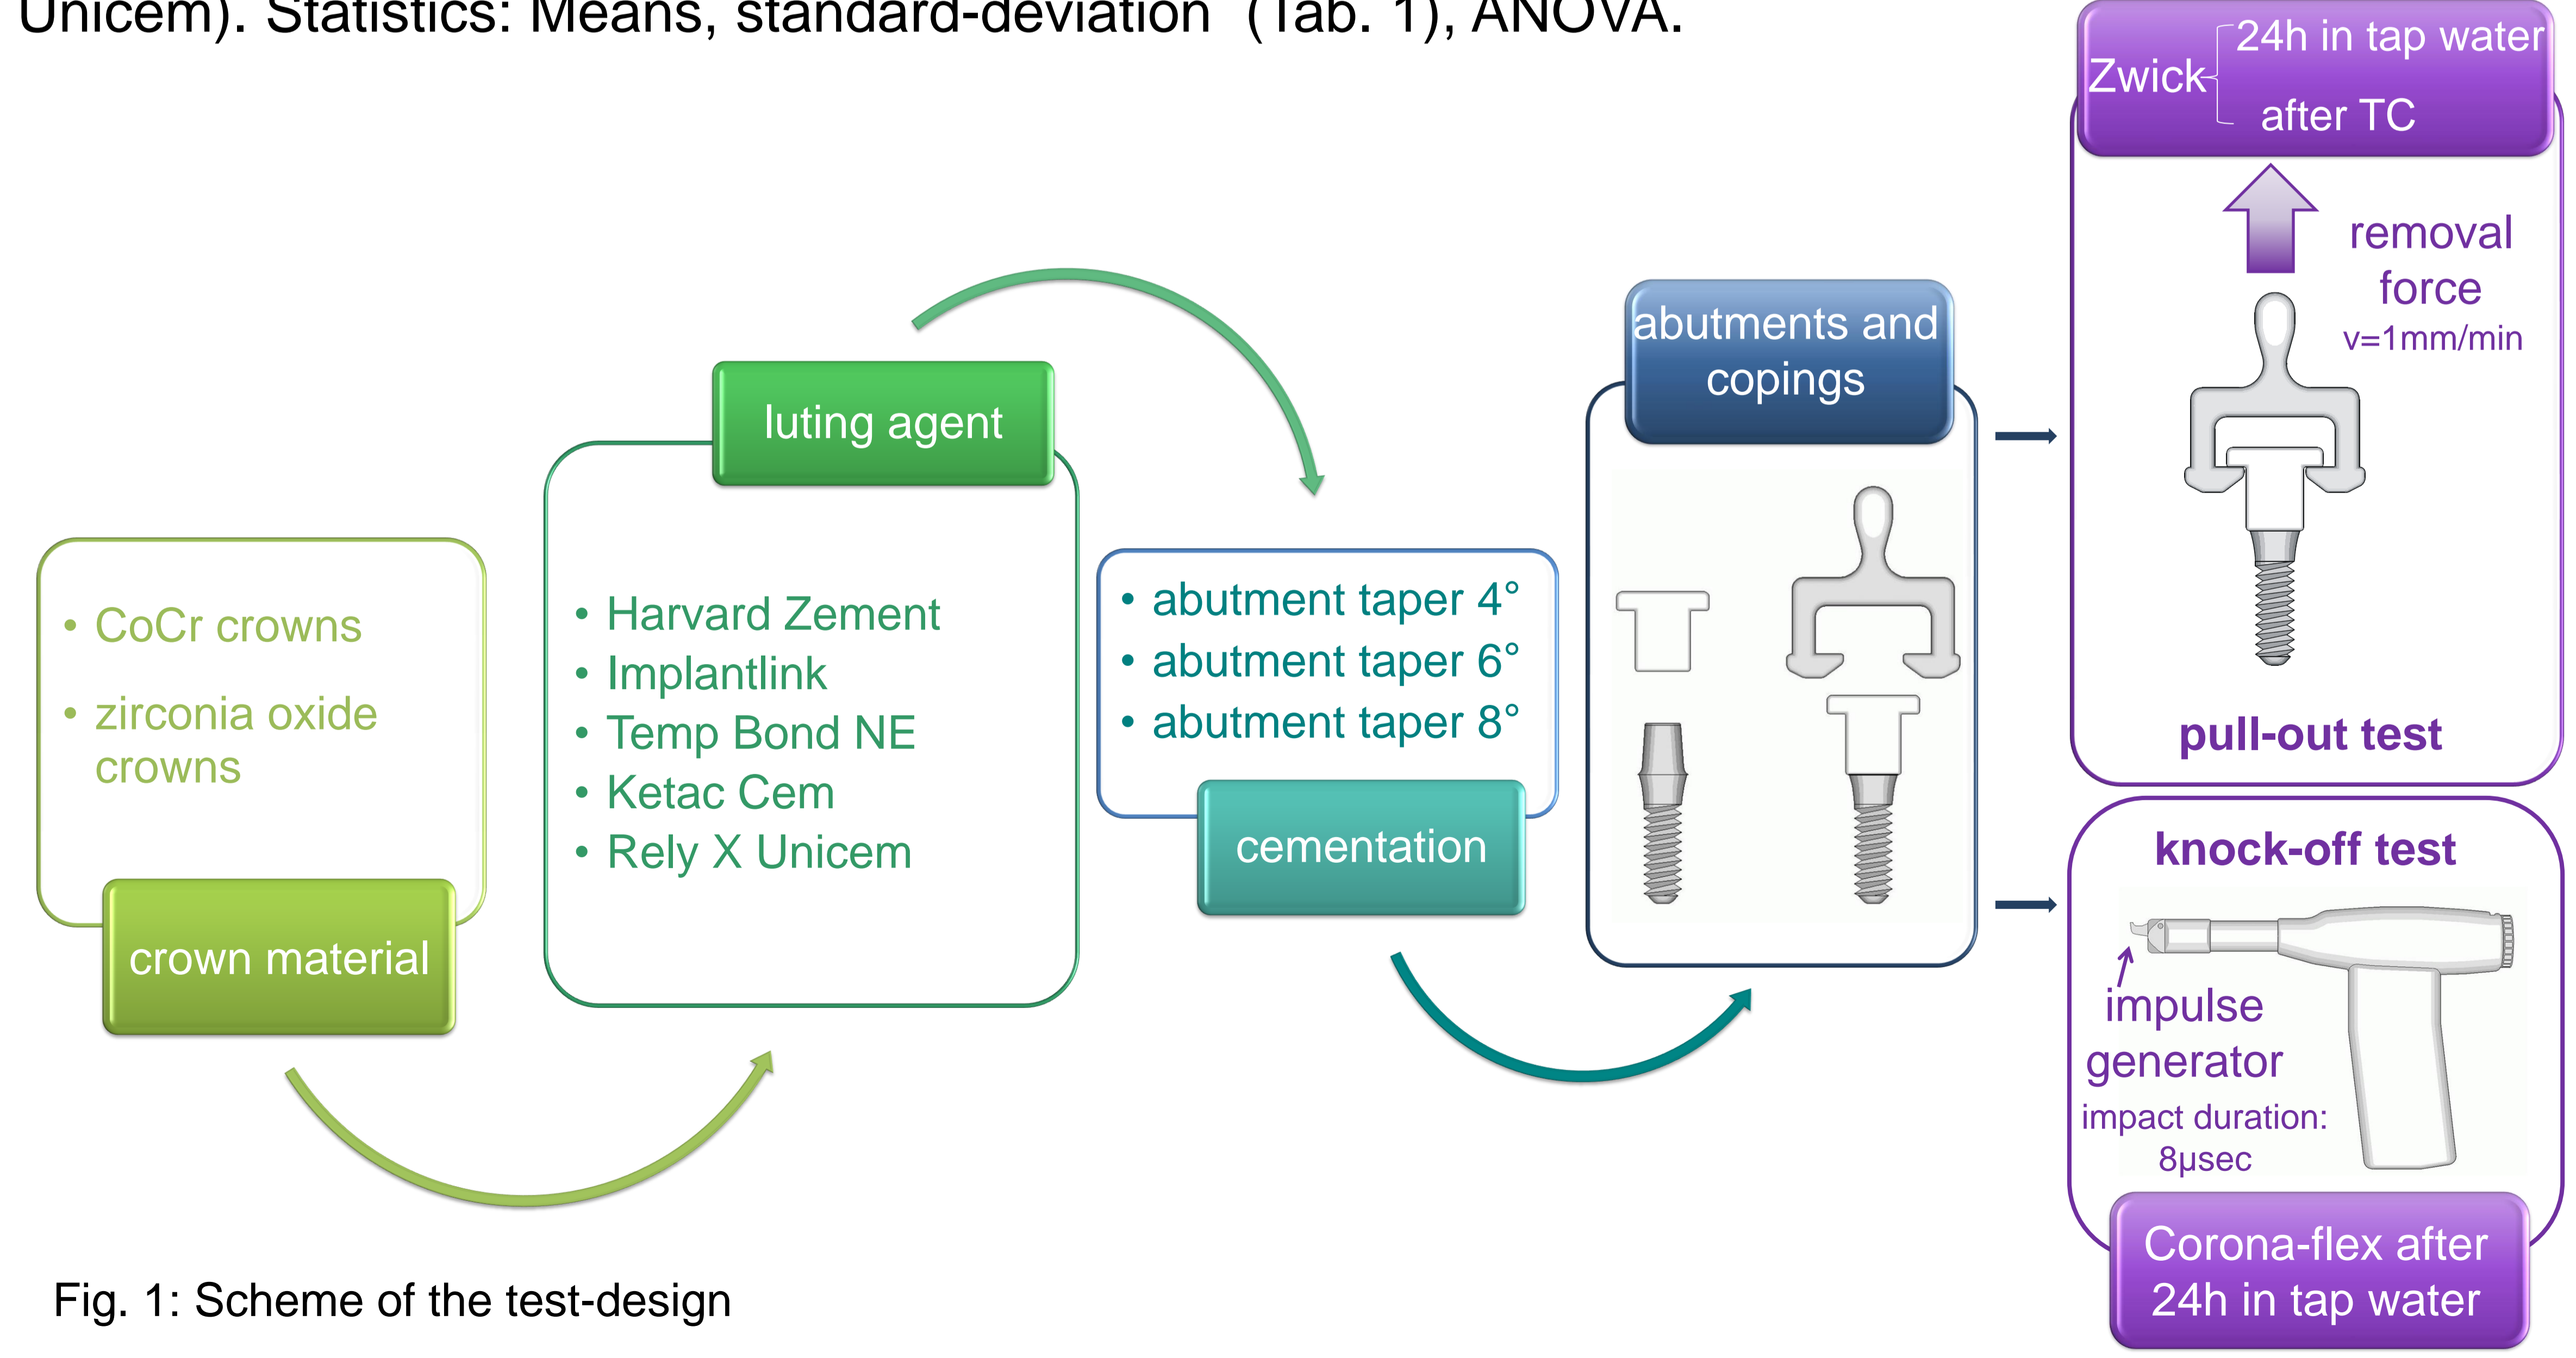 Unicem). Statistics: Means, standard-deviation (Tab. 1), ANOVA.
• CoCr crowns
• zirconia oxide
crowns
crown material
luting agent
• Harvard Zement
• Implantlink
• Temp Bond NE
• Ketac Cem
• Rely X Unicem
• abutment taper 4°
• abutment taper 6°
• abutment taper 8°
cementation
abutments and
copings
Zwick
24h in tap water
after TC
removal
force
v=1mm/min
pull-out test
knock-off test
impulse
generator
impact duration:
8µsec
Corona-flex after
24h in tap water
Fig. 1: Scheme of the test-design